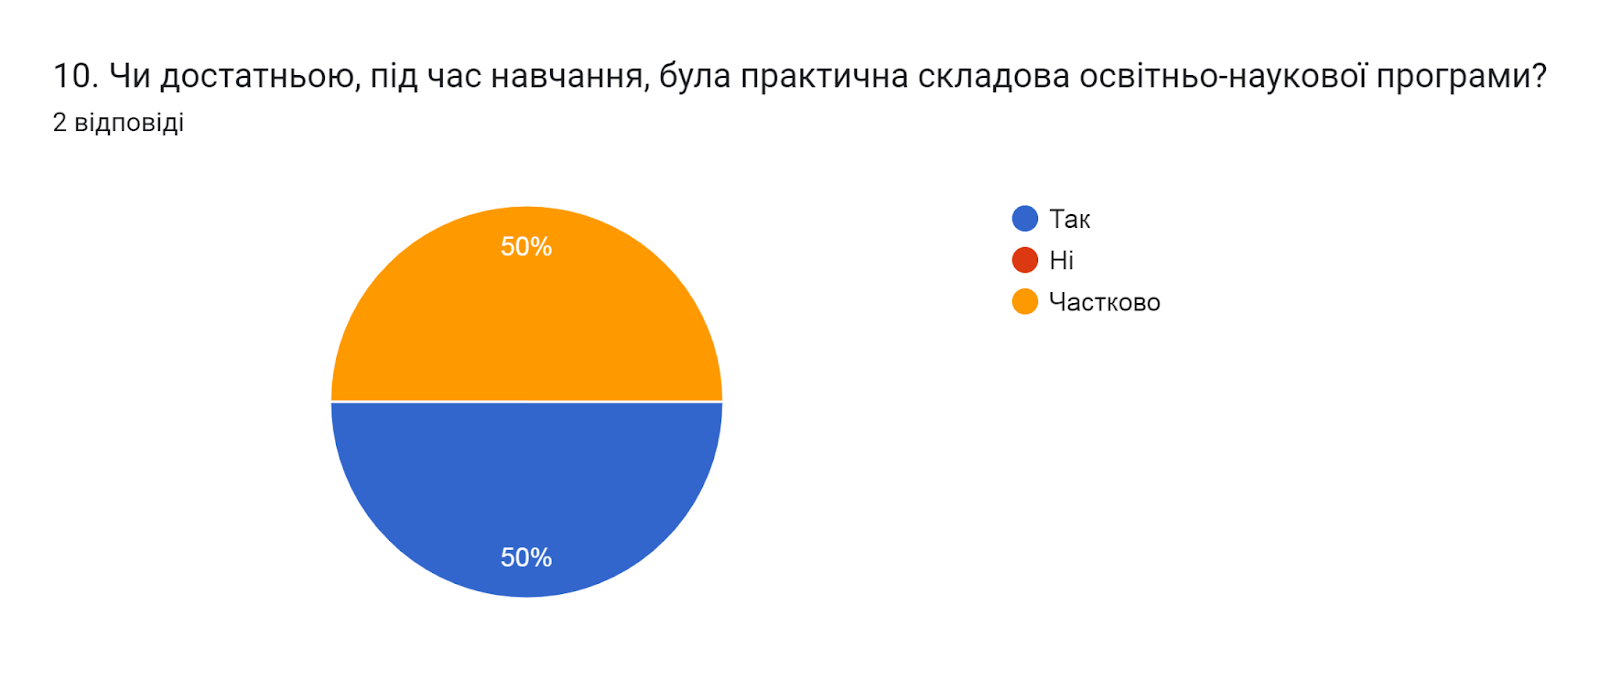 10. Чи достатньою, під час навчання, була практична складова освітньо-наукової програми?
2 відповіді
50%
50%
Так
Ні
Частково